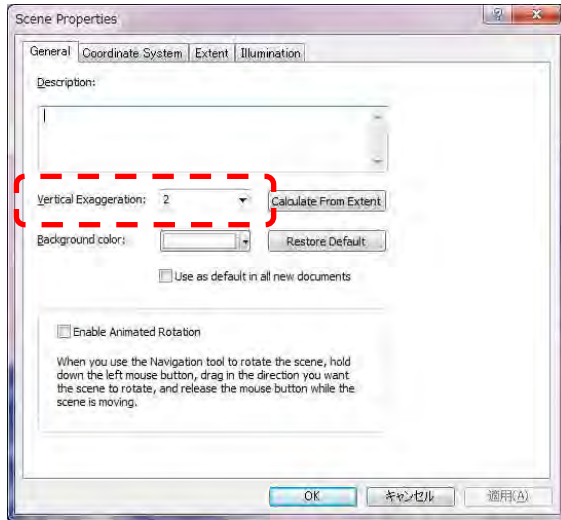 Scene Properties
General Coordinate System Extent Illumination
Description:
Vertical Exaggeration: 2 Calculate From Extent
Background color: Restore Default
Use as default in all new documents
Enable Animated Rotation
When you use the Navigation tool to rotate the scene, hold
down the left mouse button, drag in the direction you want
the scene to rotate, and release the mouse button while the
scene is moving.
OK キャンセル 適用(A)